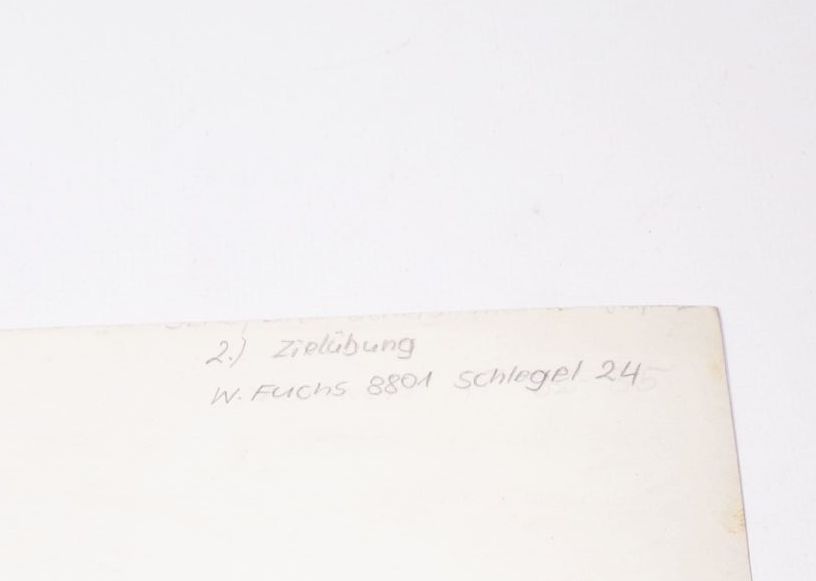 2.) Zielübung
W. Fuchs 8801 Schlegel 24